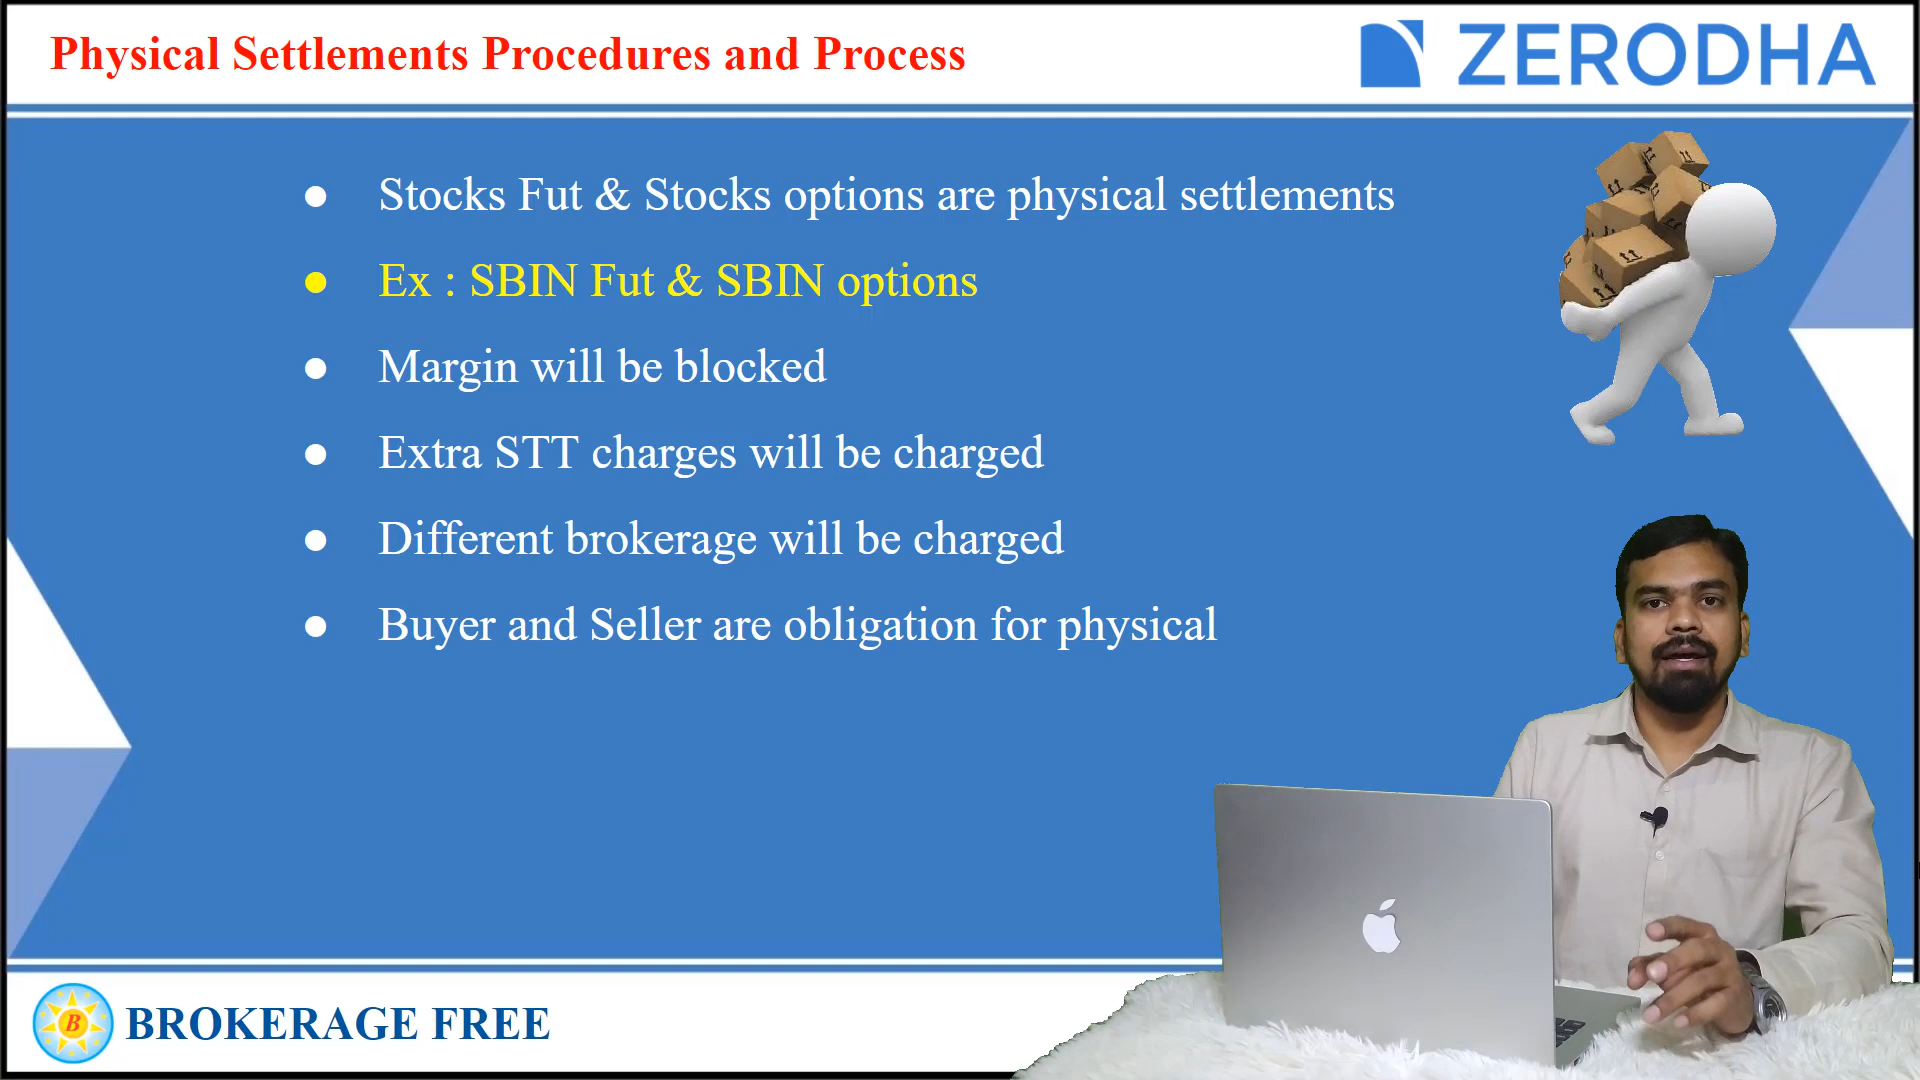 Physical Settlements Procedures and Process
ZERODHA
Stocks Fut & Stocks options are physical settlements
Ex : SBIN Fut & SBIN options
Margin will be blocked
Extra STT charges will be charged
Different brokerage will be charged
Buyer and Seller are obligation for physical
B BROKERAGE FREE